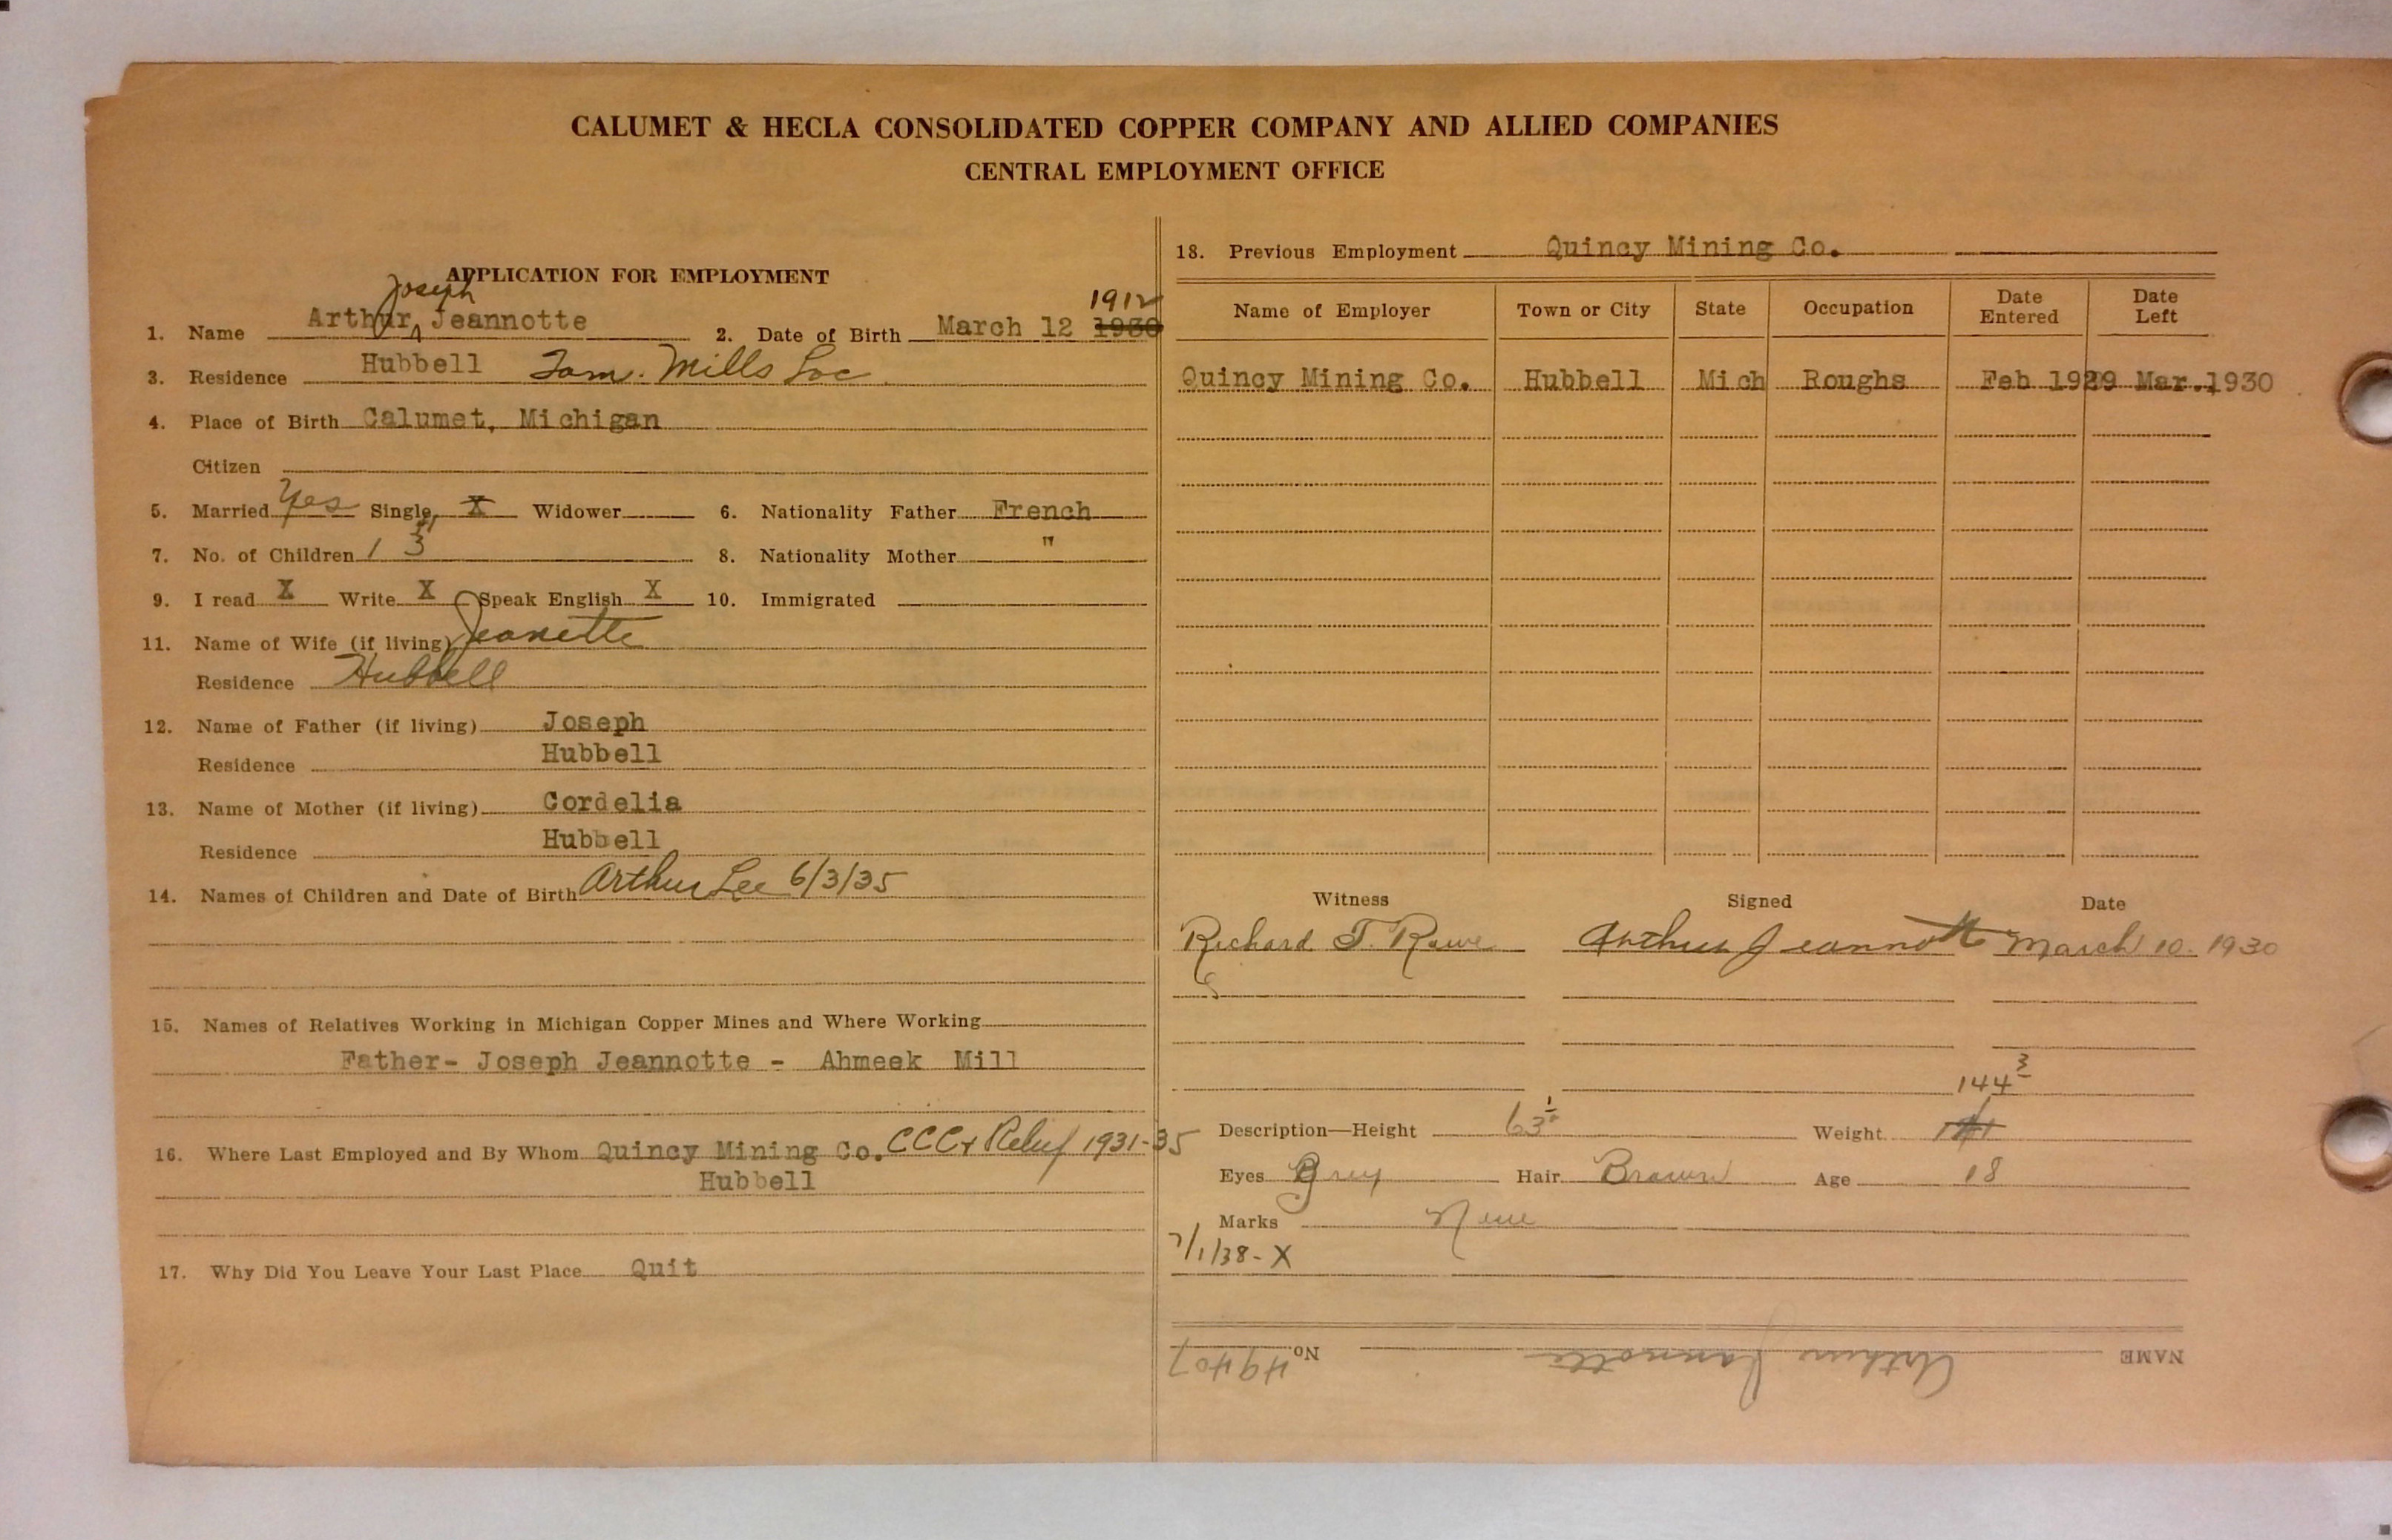 CALUMET & HECLA CONSOLIDATED COPPER COMPANY AND ALLIED COMPANIES
CENTRAL EMPLOYMENT OFFICE
APPLICATION FOR EMPLOYMENT
Joseph
1912
1. Name Arthur Jeannotte 2. Date of Birth March 12 1930
3. Residence Hubbell Tam. Mills Loc
4. Place of Birth Calumet, Michigan
Citizen
5. Married Yes Single X Widower 6. Nationality Father French
7. No. of Children 1 3 8. Nationality Mother "
9. I read X Write X Speak English X 10. Immigrated
11. Name of Wife (if living) Jeanette
Residence Hubbell
12. Name of Father (if living) Joseph
Residence Hubbell
13. Name of Mother (if living) Cordelia
Residence Hubbell
14. Names of Children and Date of Birth Arthur Lee 6/3/35
15. Names of Relatives Working in Michigan Copper Mines and Where Working
Father- Joseph Jeannotte - Ahmeek Mill
16. Where Last Employed and By Whom Quincy Mining Co. CCC & Relief 1931-35
Hubbell
17. Why Did You Leave Your Last Place Quit
18. Previous Employment Quincy Mining Co.
Name of Employer Town or City State Occupation Date Entered Date Left
Quincy Mining Co. Hubbell Mich Roughs Feb 1929 Mar. 1930
Witness Signed Date
Richard T. Rowe Arthur Jeannotte March 10. 1930
144 3
Description—Height 63 1/2 Weight
Eyes Grey Hair Brown Age 18
Marks None
7/1/38 - X
NAME Arthur Jannotte No. 49407